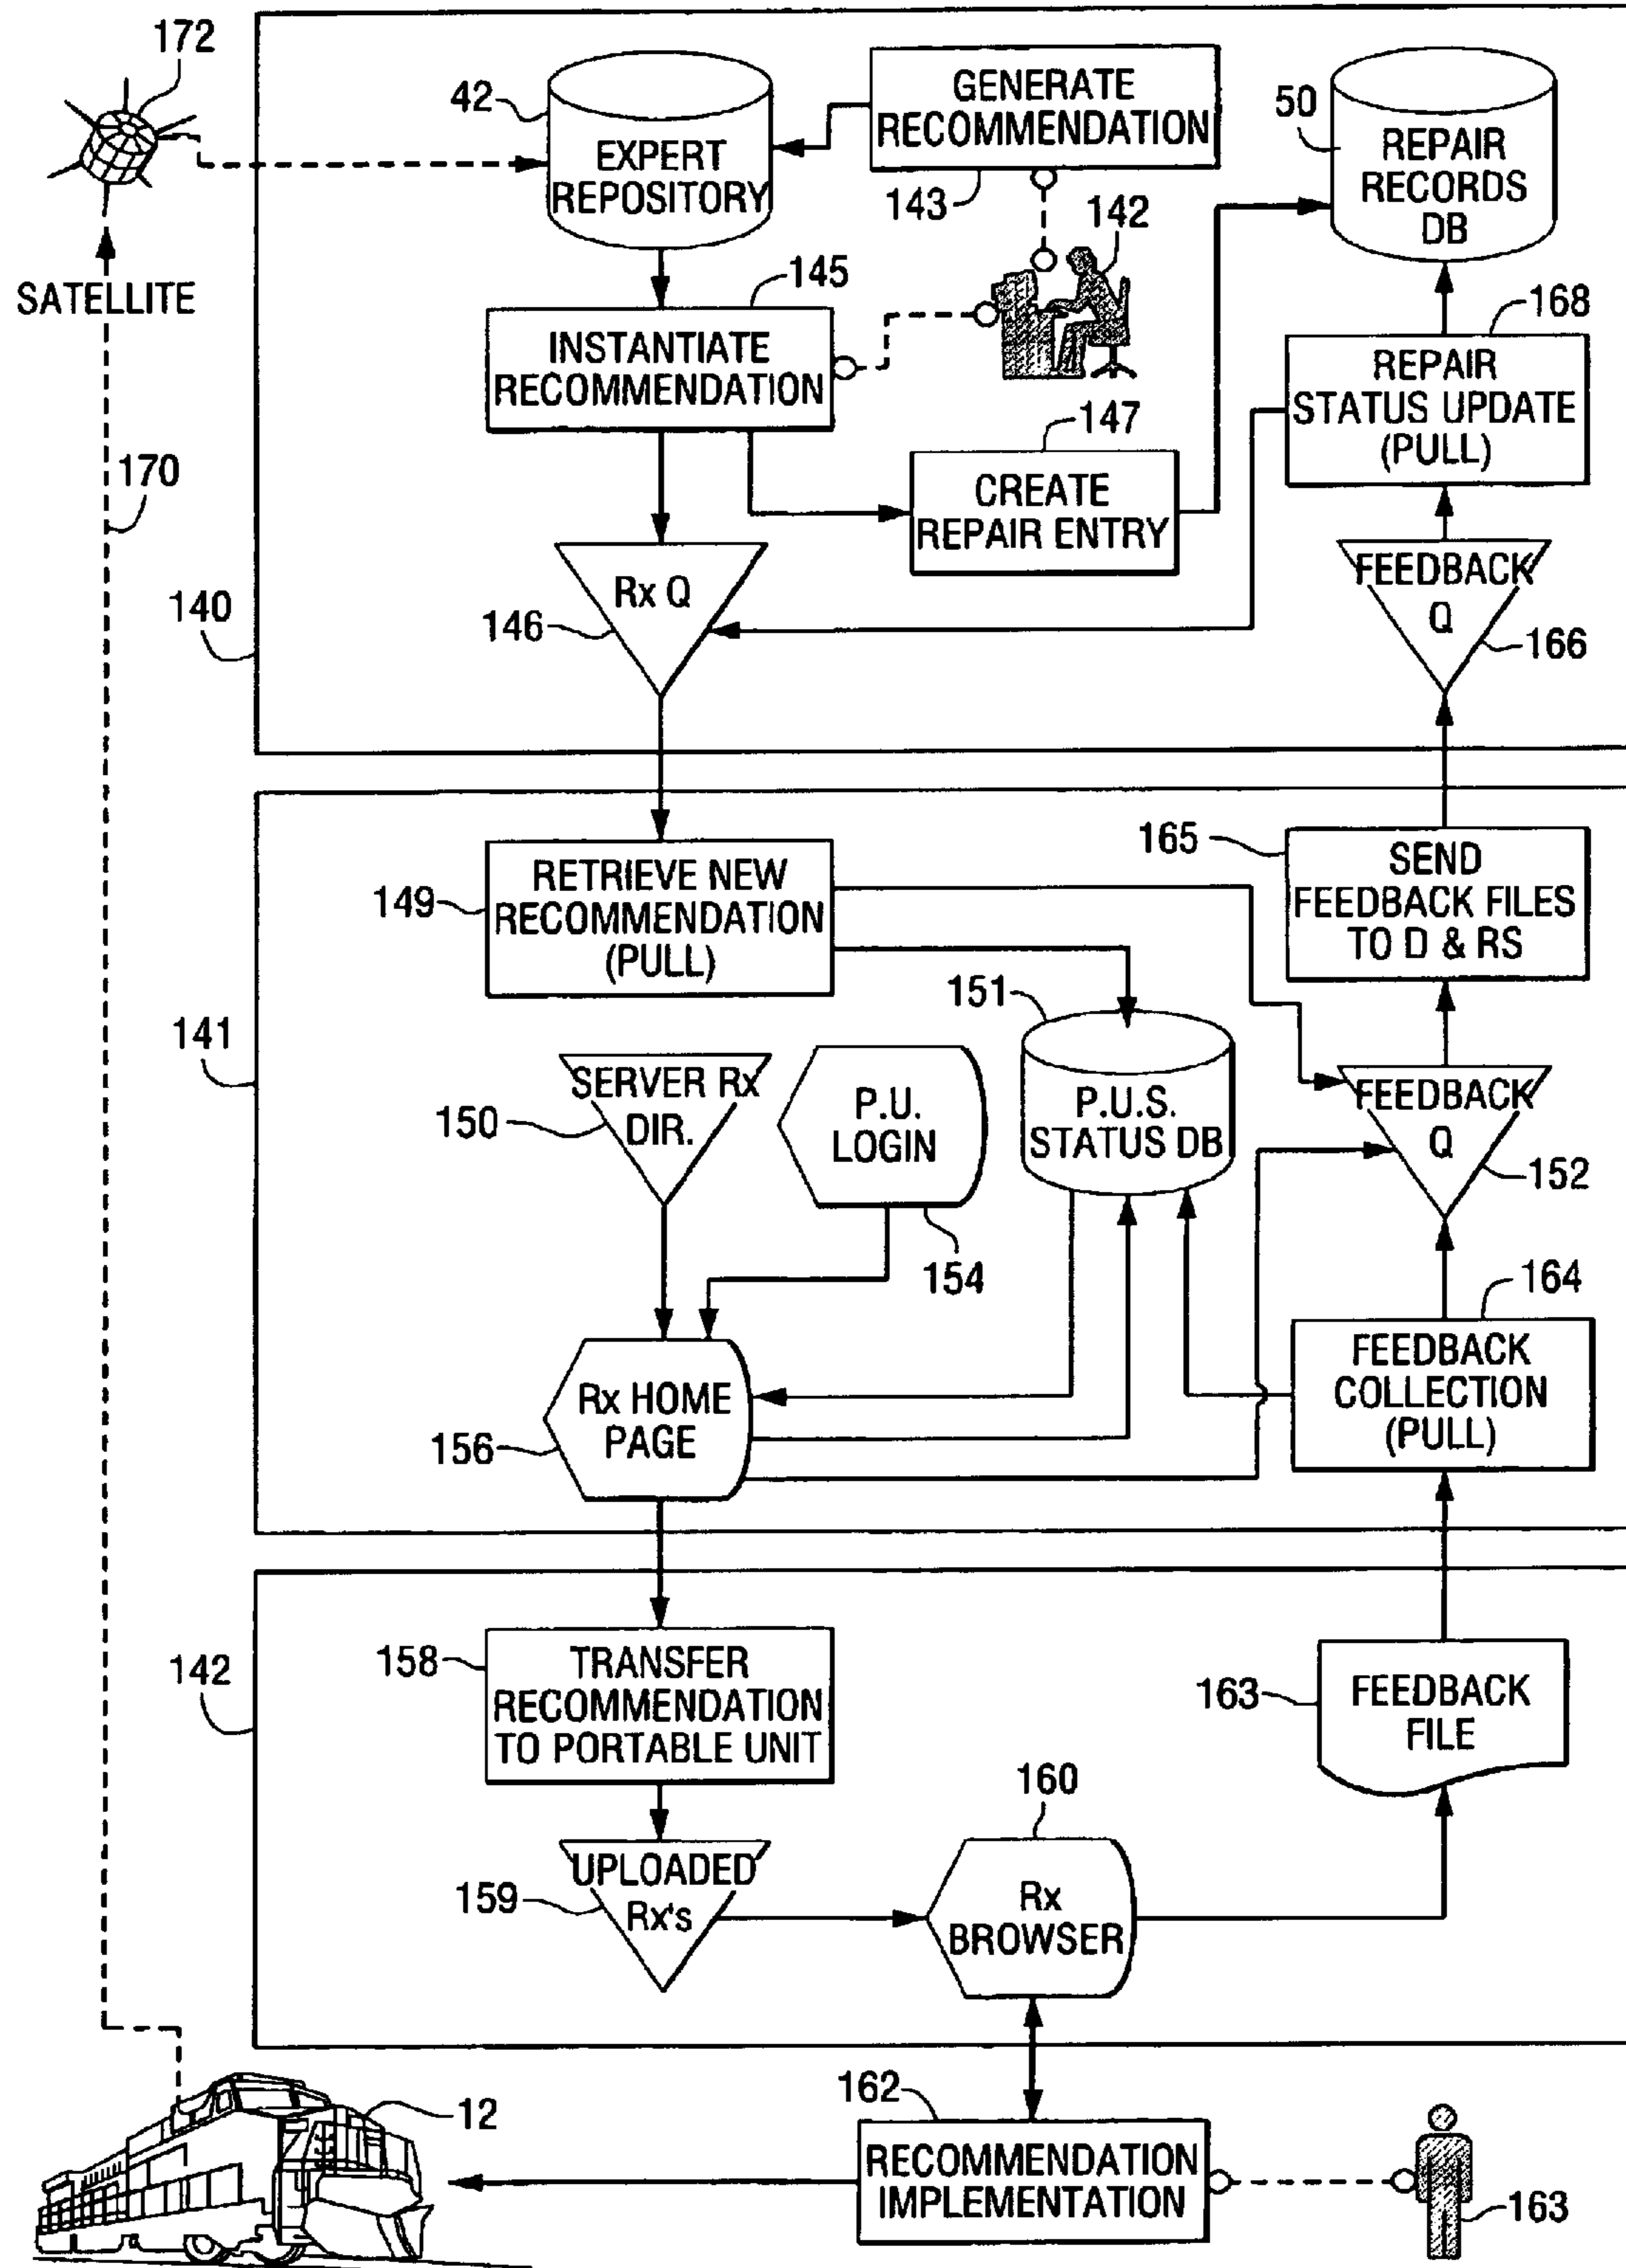 172
42
EXPERT
REPOSITORY
GENERATE
RECOMMENDATION
143
142
50
REPAIR
RECORDS
DB
SATELLITE
145
INSTANTIATE
RECOMMENDATION
168
REPAIR
STATUS UPDATE
(PULL)
147
CREATE
REPAIR ENTRY
170
140
Rx Q
146
FEEDBACK
Q
166
149
RETRIEVE NEW
RECOMMENDATION
(PULL)
165
SEND
FEEDBACK FILES
TO D & RS
141
151
P.U.S.
STATUS DB
150
SERVER Rx
DIR.
P.U.
LOGIN
154
FEEDBACK
Q
152
164
FEEDBACK
COLLECTION
(PULL)
156
Rx HOME
PAGE
142
158
TRANSFER
RECOMMENDATION
TO PORTABLE UNIT
163
FEEDBACK
FILE
159
UPLOADED
Rx's
160
Rx
BROWSER
12
162
RECOMMENDATION
IMPLEMENTATION
163